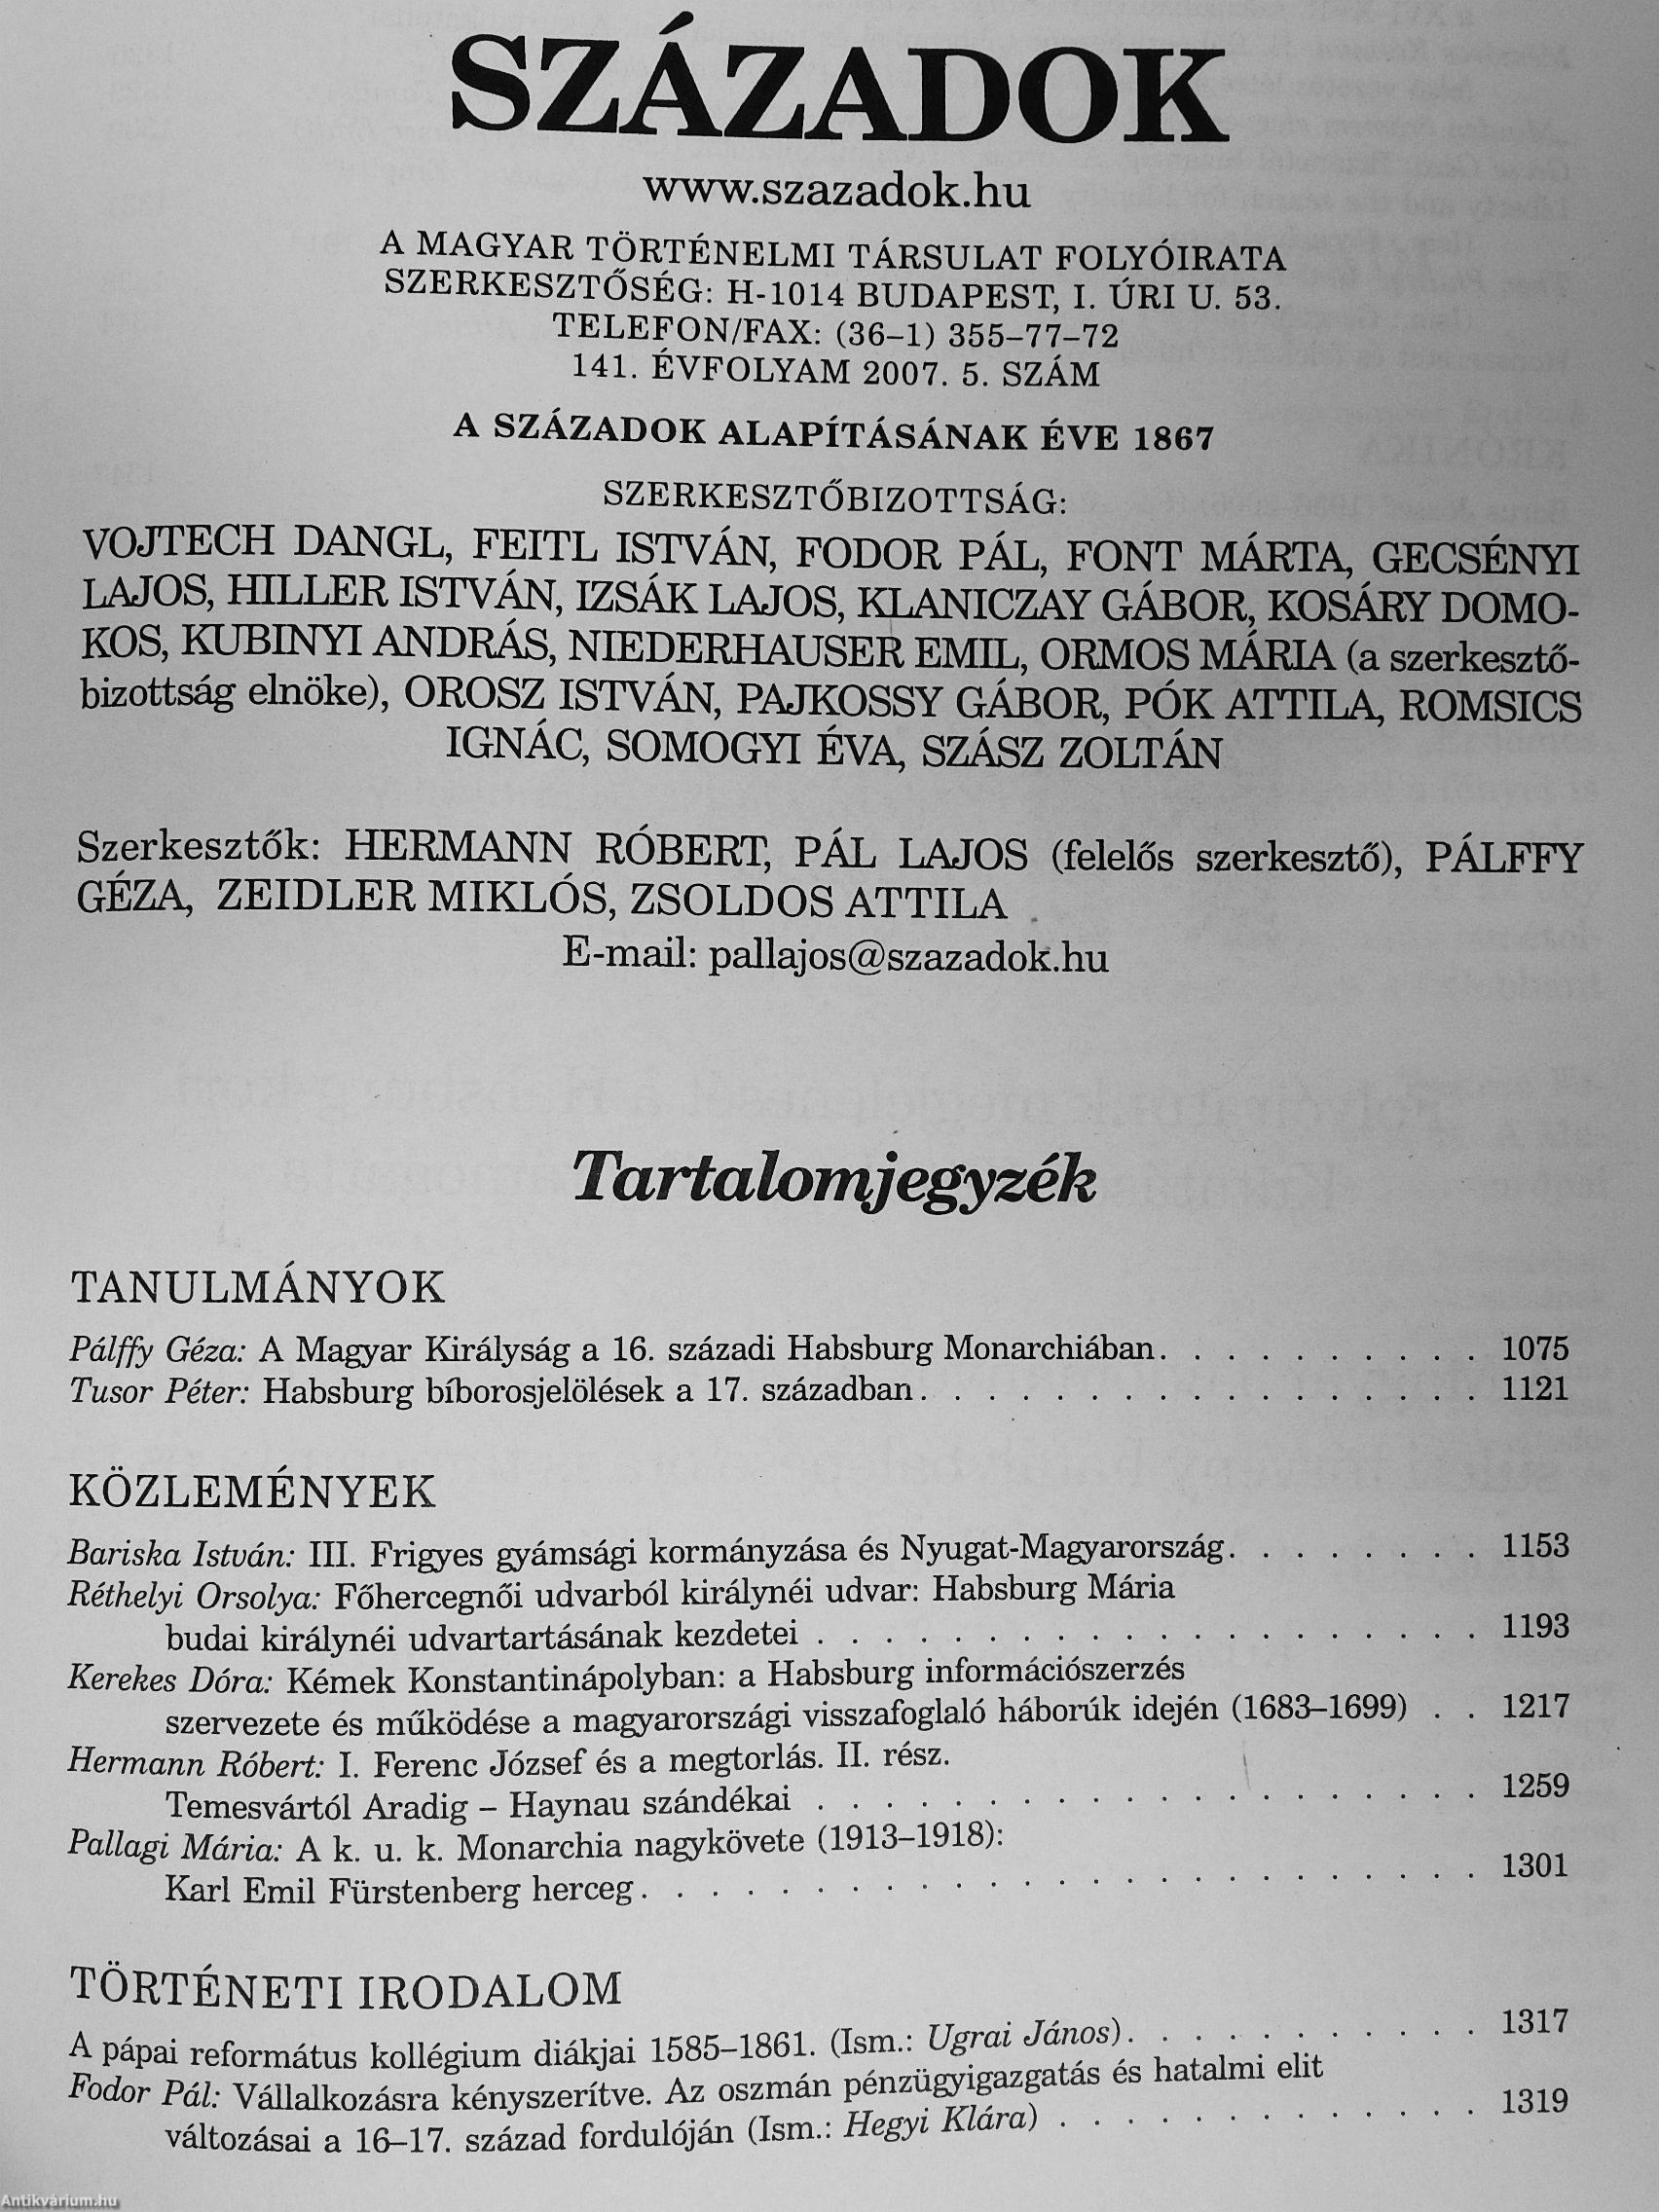 SZÁZADOK
www.szazadok.hu
A MAGYAR TÖRTÉNELMI TÁRSULAT FOLYÓIRATA
SZERKESZTŐSÉG: H-1014 BUDAPEST, I. ÚRI U. 53.
TELEFON/FAX: (36–1) 355–77–72
141. ÉVFOLYAM 2007. 5. SZÁM
A SZÁZADOK ALAPÍTÁSÁNAK ÉVE 1867
SZERKESZTŐBIZOTTSÁG:
VOJTECH DANGL, FEITL ISTVÁN, FODOR PÁL, FONT MÁRTA, GECSÉNYI
LAJOS, HILLER ISTVÁN, IZSÁK LAJOS, KLANICZAY GÁBOR, KOSÁRY DOMO-
KOS, KUBINYI ANDRÁS, NIEDERHAUSER EMIL, ORMOS MÁRIA (a szerkesztő-
bizottság elnöke), OROSZ ISTVÁN, PAJKOSSY GÁBOR, PÓK ATTILA, ROMSICS
IGNÁC, SOMOGYI ÉVA, SZÁSZ ZOLTÁN
Szerkesztők: HERMANN RÓBERT, PÁL LAJOS (felelős szerkesztő), PÁLFFY
GÉZA, ZEIDLER MIKLÓS, ZSOLDOS ATTILA
E-mail: pallajos@szazadok.hu
Tartalomjegyzék
TANULMÁNYOK
Pálffy Géza: A Magyar Királyság a 16. századi Habsburg Monarchiában. . . . . . . . . . 1075
Tusor Péter: Habsburg bíborosjelölések a 17. században. . . . . . . . . . . . . . . . . 1121
KÖZLEMÉNYEK
Bariska István: III. Frigyes gyámsági kormányzása és Nyugat-Magyarország. . . . . . . . 1153
Réthelyi Orsolya: Főhercegnői udvarból királynéi udvar: Habsburg Mária
budai királynéi udvartartásának kezdetei . . . . . . . . . . . . . . . . . . . . 1193
Kerekes Dóra: Kémek Konstantinápolyban: a Habsburg információszerzés
szervezete és működése a magyarországi visszafoglaló háborúk idején (1683–1699) . . 1217
Hermann Róbert: I. Ferenc József és a megtorlás. II. rész.
Temesvártól Aradig – Haynau szándékai . . . . . . . . . . . . . . . . . . . . 1259
Pallagi Mária: A k. u. k. Monarchia nagykövete (1913–1918):
Karl Emil Fürstenberg herceg. . . . . . . . . . . . . . . . . . . . . . . . . 1301
TÖRTÉNETI IRODALOM
A pápai református kollégium diákjai 1585–1861. (Ism.: Ugrai János). . . . . . . . . . . 1317
Fodor Pál: Vállalkozásra kényszerítve. Az oszmán pénzügyigazgatás és hatalmi elit
változásai a 16–17. század fordulóján (Ism.: Hegyi Klára) . . . . . . . . . . . . . 1319
Antikvárium.hu